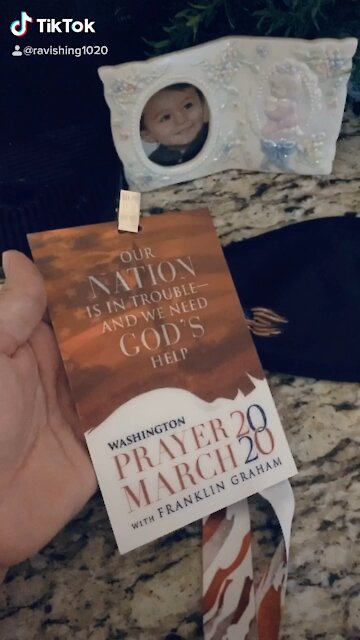 TikTok
@ravishing1020
OUR
NATION
IS IN TROUBLE—
AND WE NEED
GOD'S
HELP
WASHINGTON
PRAYER 20
MARCH 20
WITH FRANKLIN GRAHAM